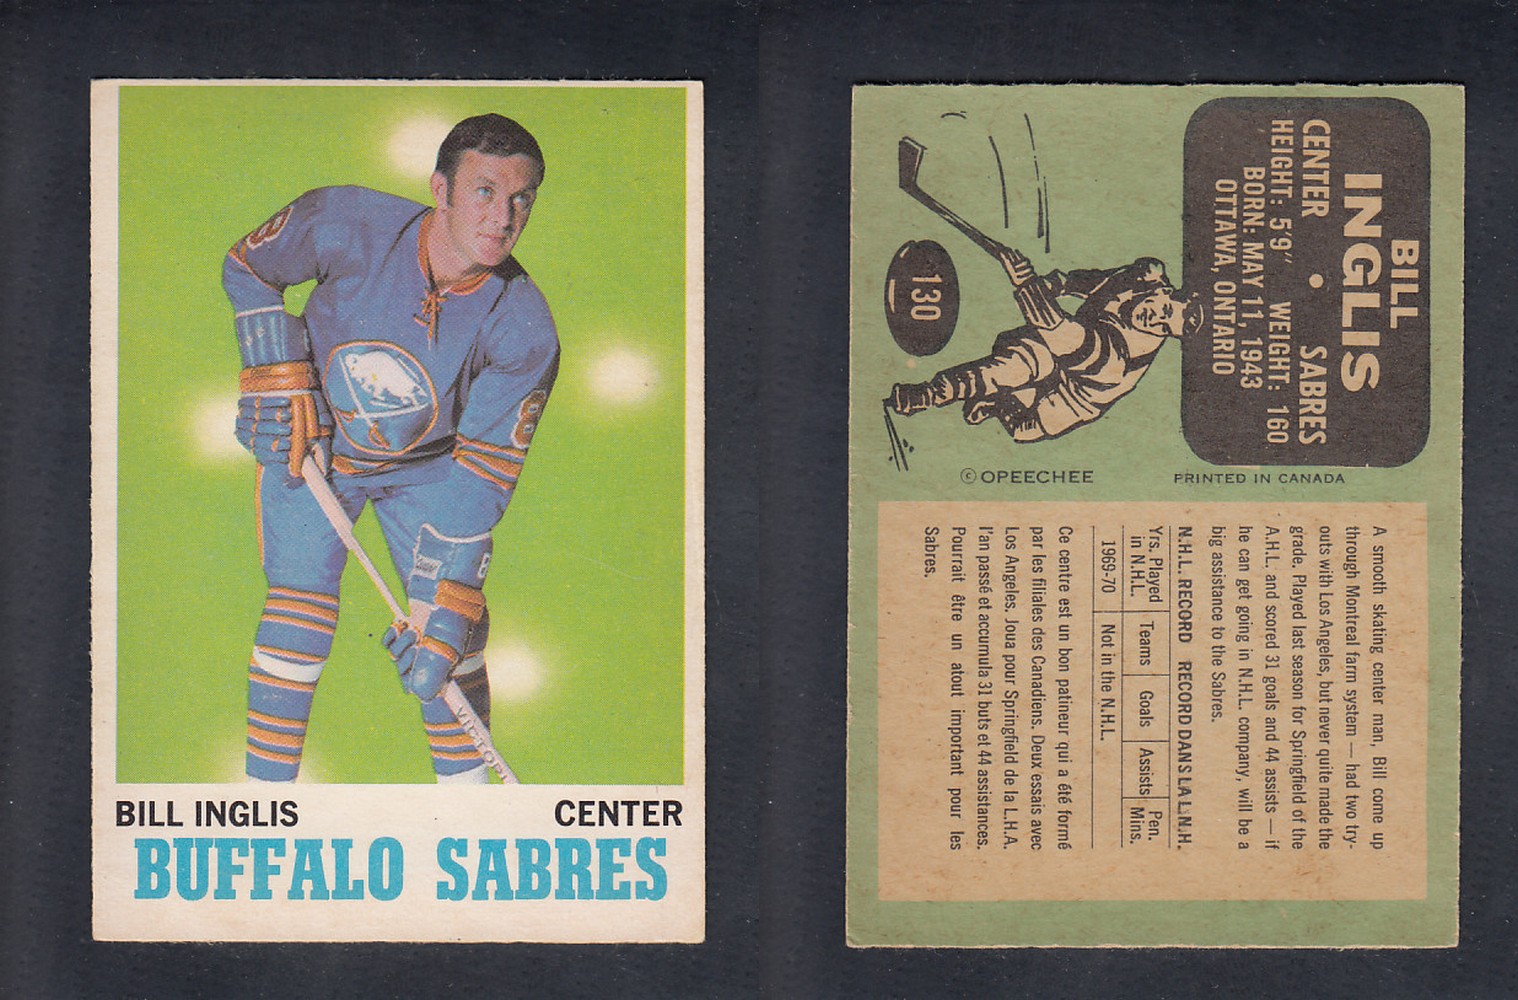 8
8
8
VICTOR
BILL INGLIS
CENTER
BUFFALO SABRES
BILL
INGLIS
CENTER • SABRES
HEIGHT: 5'9" WEIGHT: 160
BORN: MAY 11, 1943
OTTAWA, ONTARIO
130
© OPEECHEE
PRINTED IN CANADA
A smooth skating center man, Bill come up
through Montreal farm system — had two try-
outs with Los Angeles, but never quite made the
grade. Played last season for Springfield of the
A.H.L. and scored 31 goals and 44 assists — if
he can get going in N.H.L. company, will be a
big assistance to the Sabres.
N.H.L. RECORD RECORD DANS LA L.N.H.
Yrs. Played in N.H.L. Teams Goals Assists Pen. Mins.
1969-70 Not in the N.H.L.
Ce centre est un bon patineur qui a été formé
par les filiales des Canadiens. Deux essais avec
Los Angeles. Joua pour Springfield de la L.H.A.
l'an passé et accumula 31 buts et 44 assistances.
Pourrait être un atout important pour les
Sabres.